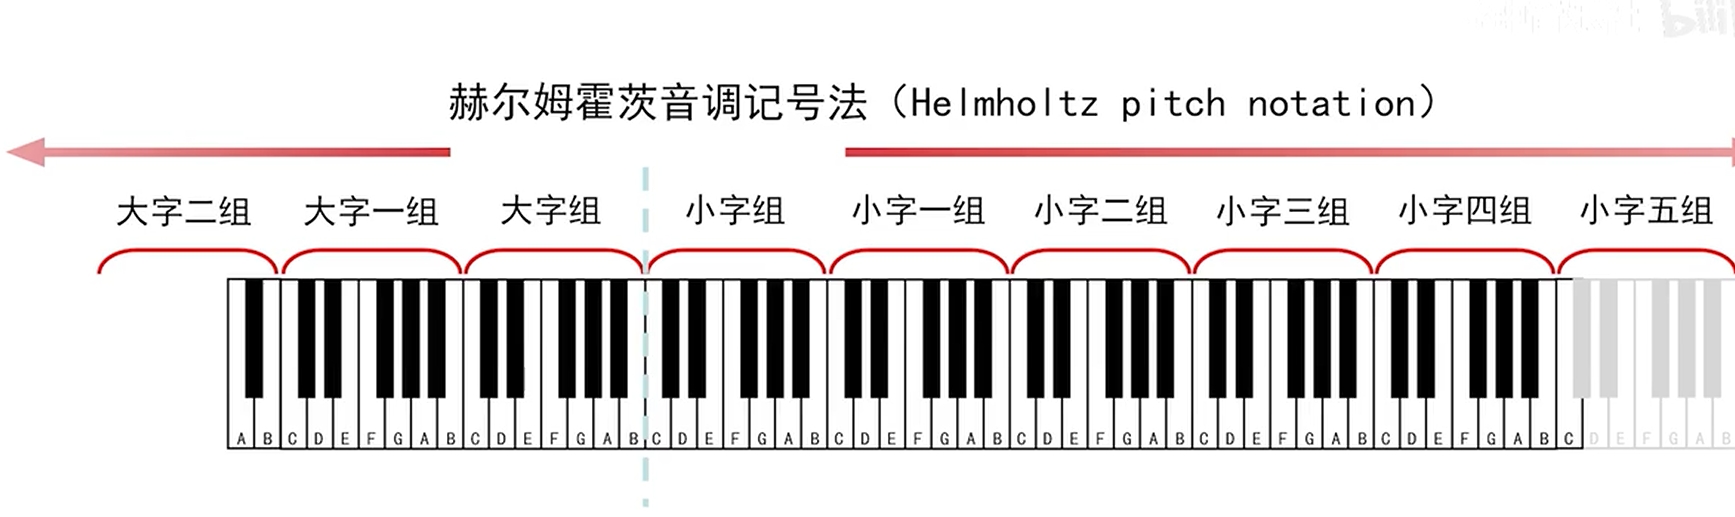 赫尔姆霍茨音调记号法（Helmholtz pitch notation）
大字二组 大字一组 大字组 小字组 小字一组 小字二组 小字三组 小字四组 小字五组
A B C D E F G A B C D E F G A B C D E F G A B C D E F G A B C D E F G A B C D E F G A B C D E F G A B C D E F G A B